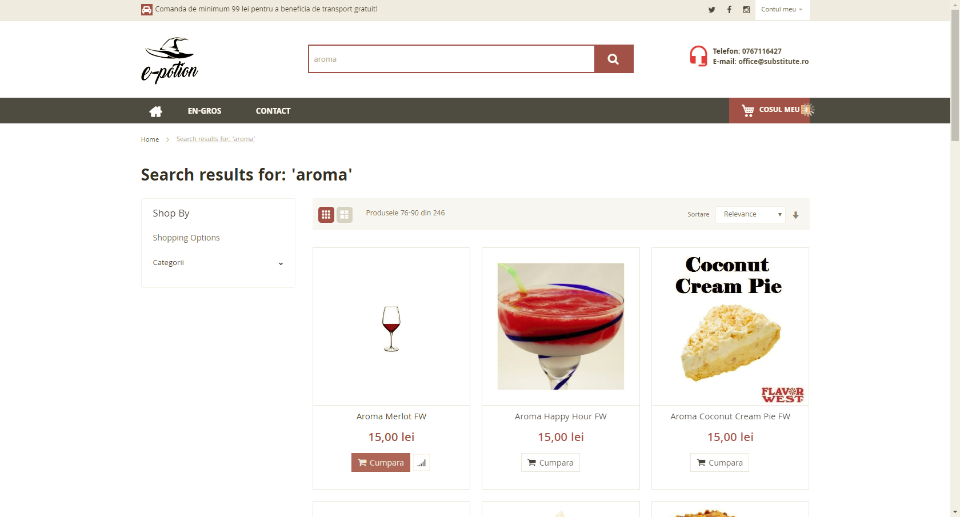 Comanda de minimum 99 lei pentru a beneficia de transport gratuit!
Contul meu
e-potion
aroma
Telefon: 0767116427
E-mail: office@substitute.ro
EN-GROS
CONTACT
COSUL MEU
Home
Search results for: 'aroma'
Search results for: 'aroma'
Shop By
Shopping Options
Categorii
Produsele 76-90 din 246
Sortare
Relevance
Coconut
Cream Pie
FLAVOR
WEST
Aroma Merlot FW
15,00 lei
Cumpara
Aroma Happy Hour FW
15,00 lei
Cumpara
Aroma Coconut Cream Pie FW
15,00 lei
Cumpara